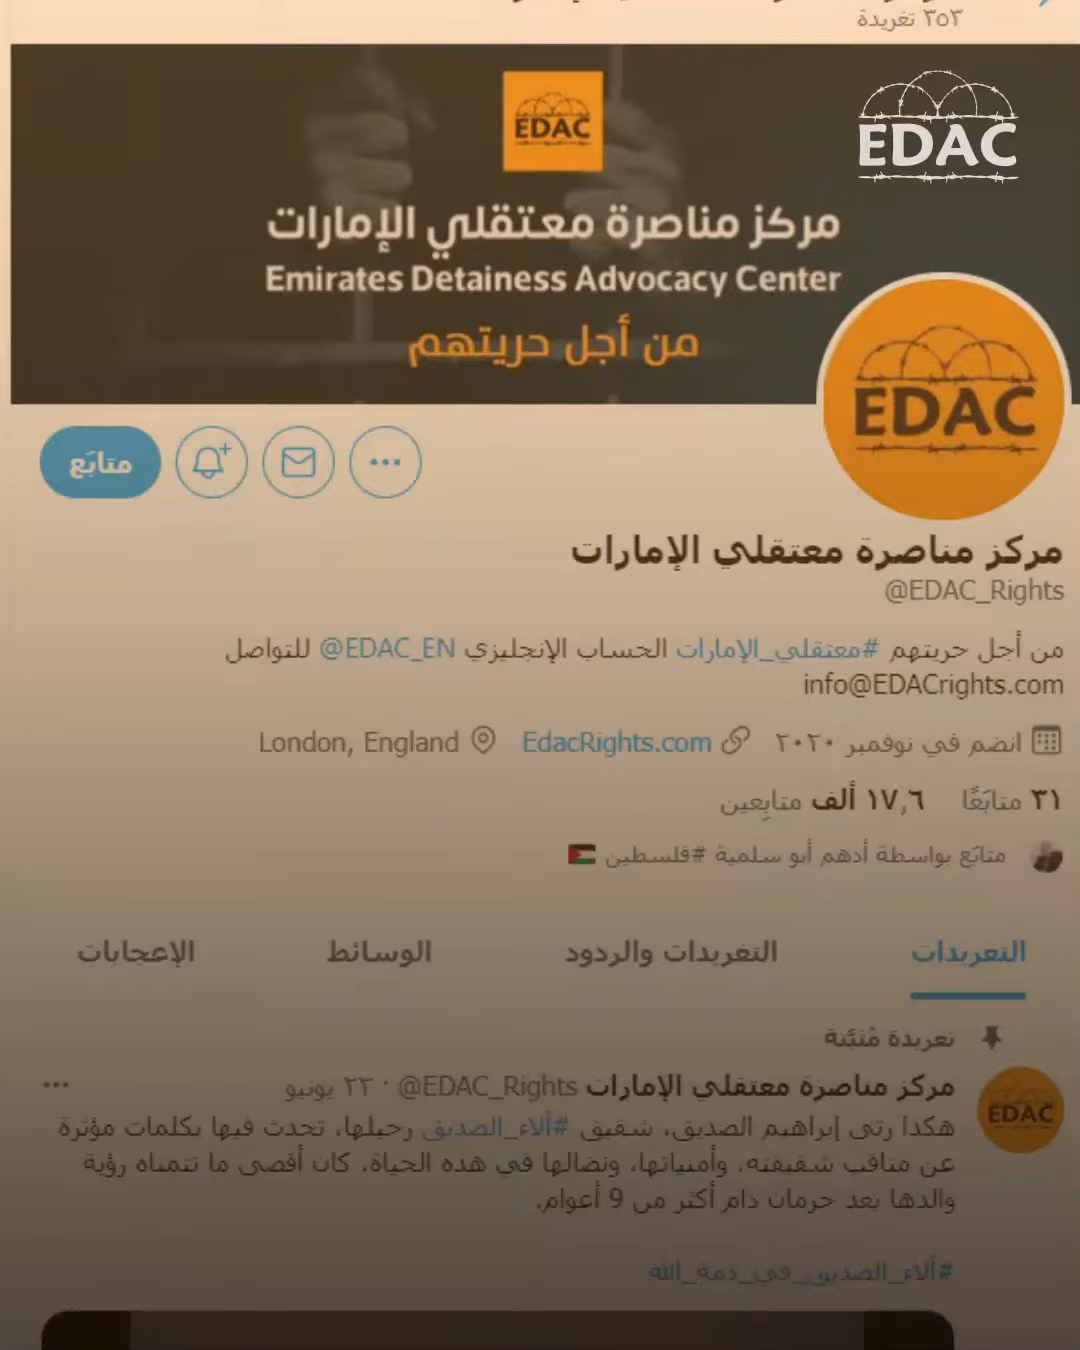 ٣٥٣ تغريدة
EDAC
EDAC
مركز مناصرة معتقلي الإمارات
Emirates Detainess Advocacy Center
من أجل حريتهم
EDAC
متابَع
مركز مناصرة معتقلي الإمارات
@EDAC_Rights
من أجل حريتهم #معتقلي_الإمارات الحساب الإنجليزي @EDAC_EN للتواصل
info@EDACrights.com
انضم في نوفمبر ٢٠٢٠ EdacRights.com London, England
٣١ متابَعًا ١٧,٦ ألف متابِعين
متابَع بواسطة أدهم أبو سلمية #فلسطين 🇵🇸
التغريدات التغريدات والردود الوسائط الإعجابات
تغريدة مُثبَّتة
مركز مناصرة معتقلي الإمارات @EDAC_Rights · ٢٣ يونيو
EDAC
هكذا رثى إبراهيم الصديق، شقيق #آلاء_الصديق رحيلها، تحدث فيها بكلمات مؤثرة
عن مناقب شقيقته، وأمنياتها، ونضالها في هذه الحياة، كان أقصى ما تتمناه رؤية
والدها بعد حرمان دام أكثر من 9 أعوام.
#آلاء_الصديق_في_ذمة_الله